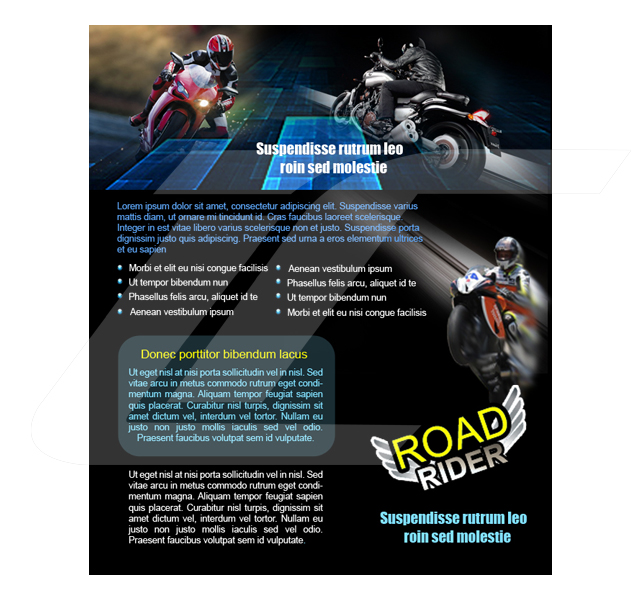 Suspendisse rutrum leo
roin sed molestie
Lorem ipsum dolor sit amet, consectetur adipiscing elit. Suspendisse varius
mattis diam, ut ornare mi tincidunt id. Cras faucibus laoreet scelerisque.
Integer in est vitae libero varius scelerisque non et justo. Suspendisse porta
dignissim justo quis adipiscing. Praesent sed urna a eros elementum ultrices
et eu sapien
Morbi et elit eu nisi congue facilisis
Ut tempor bibendum nun
Phasellus felis arcu, aliquet id te
Aenean vestibulum ipsum
Aenean vestibulum ipsum
Phasellus felis arcu, aliquet id te
Ut tempor bibendum nun
Morbi et elit eu nisi congue facilisis
Donec porttitor bibendum lacus
Ut eget nisl at nisi porta sollicitudin vel in nisl. Sed
vitae arcu in metus commodo rutrum eget condi-
mentum magna. Aliquam tempor feugiat sapien
quis placerat. Curabitur nisl turpis, dignissim sit
amet dictum vel, interdum vel tortor. Nullam eu
justo non justo mollis iaculis sed vel odio.
Praesent faucibus volutpat sem id vulputate.
Ut eget nisl at nisi porta sollicitudin vel in nisl. Sed
vitae arcu in metus commodo rutrum eget condi-
mentum magna. Aliquam tempor feugiat sapien
quis placerat. Curabitur nisl turpis, dignissim sit
amet dictum vel, interdum vel tortor. Nullam eu
justo non justo mollis iaculis sed vel odio.
Praesent faucibus volutpat sem id vulputate.
ROAD
RIDER
Suspendisse rutrum leo
roin sed molestie